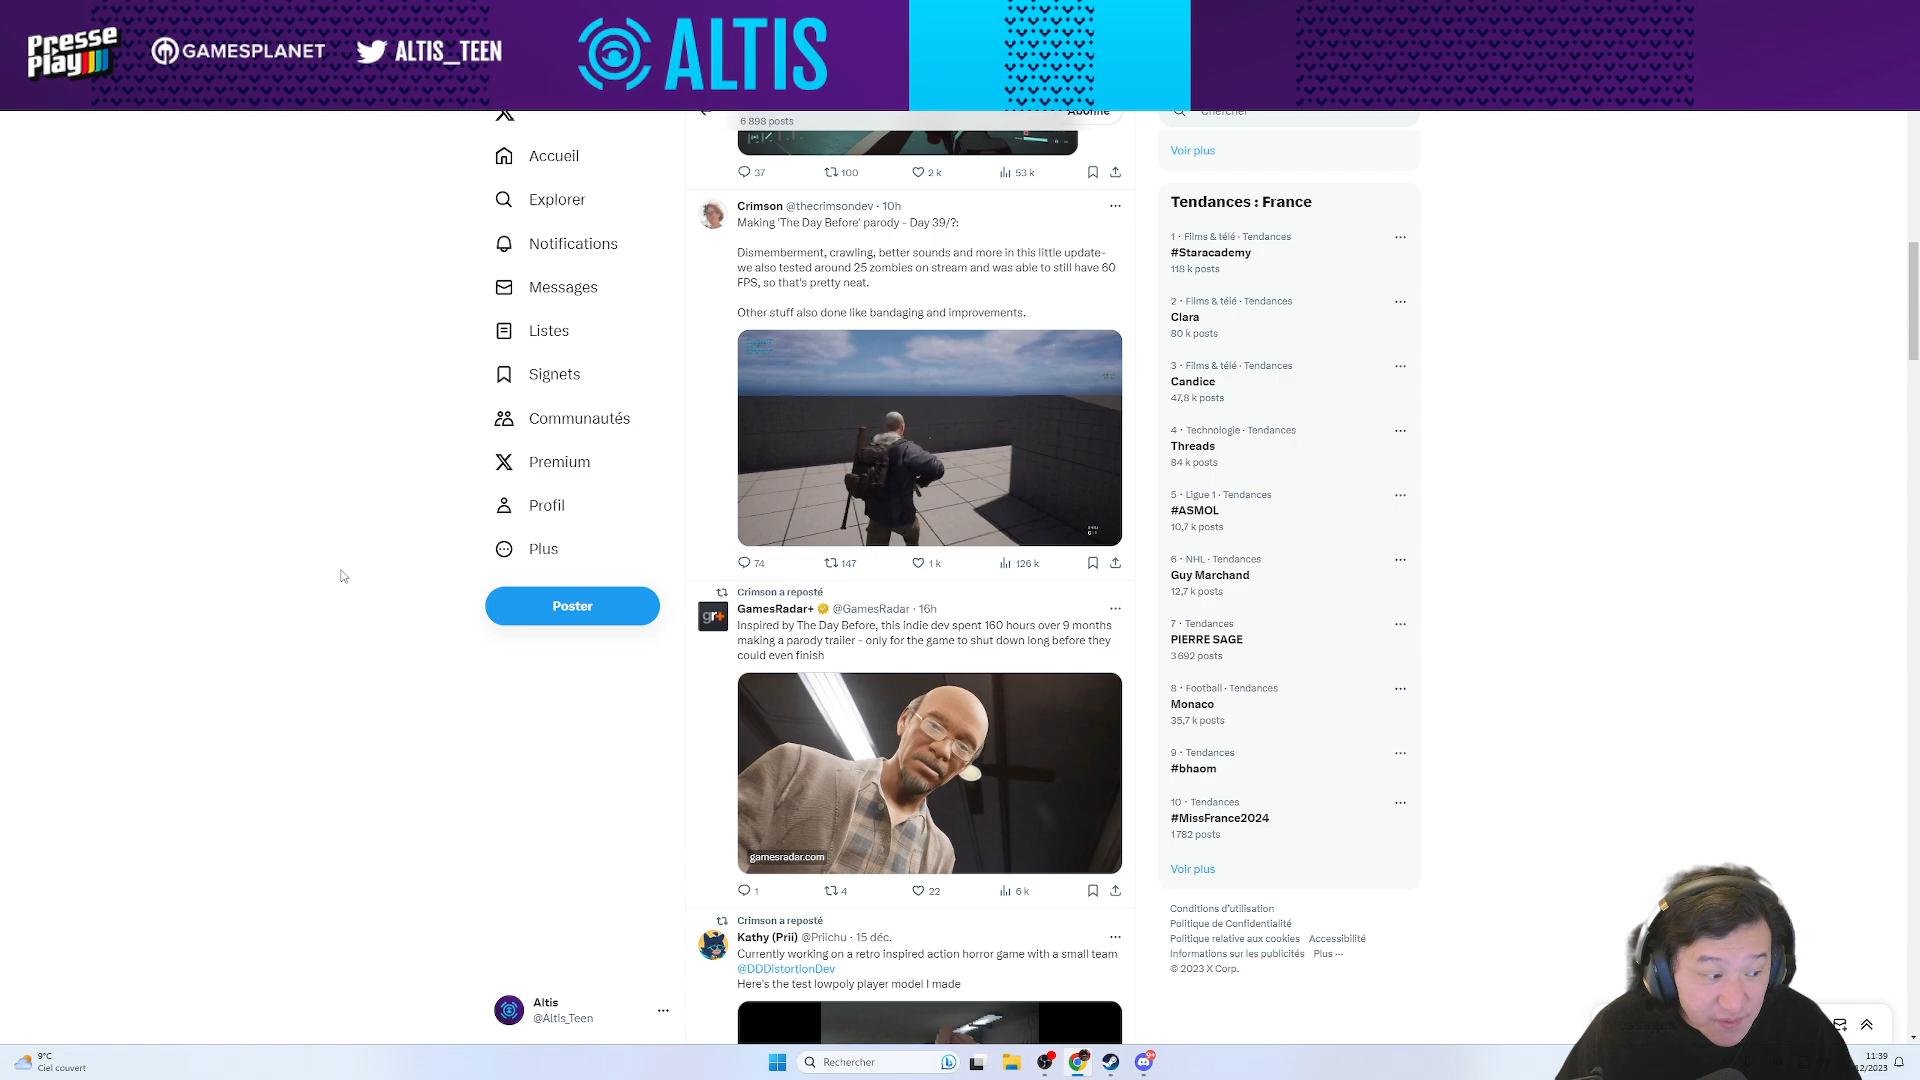 Presse
Play
GAMESPLANET
ALTIS_TEEN
ALTIS
6 898 posts
Abonné
Chercher
37
100
2 k
53 k
Voir plus
Accueil
Explorer
Notifications
Messages
Listes
Signets
Communautés
Premium
Profil
Plus
Poster
Altis
@Altis_Teen
Crimson @thecrimsondev · 10h
Making 'The Day Before' parody - Day 39/?:
Dismemberment, crawling, better sounds and more in this little update-
we also tested around 25 zombies on stream and was able to still have 60
FPS, so that's pretty neat.
Other stuff also done like bandaging and improvements.
74
147
1 k
126 k
Crimson a reposté
gr+
GamesRadar+ @GamesRadar · 16h
Inspired by The Day Before, this indie dev spent 160 hours over 9 months
making a parody trailer - only for the game to shut down long before they
could even finish
gamesradar.com
1
4
22
6 k
Crimson a reposté
Kathy (Prii) @Priichu · 15 déc.
Currently working on a retro inspired action horror game with a small team
@DDDistortionDev
Here's the test lowpoly player model I made
Tendances : France
1 · Films & télé · Tendances
#Staracademy
118 k posts
2 · Films & télé · Tendances
Clara
80 k posts
3 · Films & télé · Tendances
Candice
47,8 k posts
4 · Technologie · Tendances
Threads
84 k posts
5 · Ligue 1 · Tendances
#ASMOL
10,7 k posts
6 · NHL · Tendances
Guy Marchand
12,7 k posts
7 · Tendances
PIERRE SAGE
3 692 posts
8 · Football · Tendances
Monaco
35,7 k posts
9 · Tendances
#bhaom
10 · Tendances
#MissFrance2024
1 782 posts
Voir plus
Conditions d'utilisation
Politique de Confidentialité
Politique relative aux cookies Accessibilité
Informations sur les publicités Plus ···
© 2023 X Corp.
9°C
Ciel couvert
Rechercher
9+
11:39
12/2023